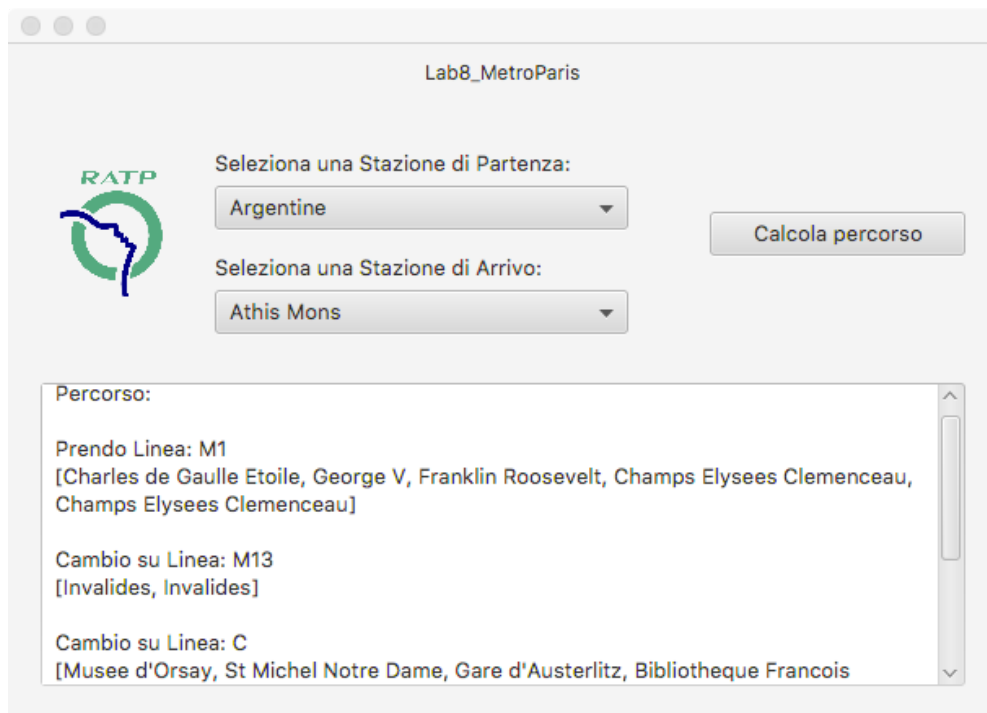 Lab8_MetroParis
RATP
Seleziona una Stazione di Partenza:
Argentine
Calcola percorso
Seleziona una Stazione di Arrivo:
Athis Mons
Percorso:
Prendo Linea: M1
[Charles de Gaulle Etoile, George V, Franklin Roosevelt, Champs Elysees Clemenceau,
Champs Elysees Clemenceau]
Cambio su Linea: M13
[Invalides, Invalides]
Cambio su Linea: C
[Musee d'Orsay, St Michel Notre Dame, Gare d'Austerlitz, Bibliotheque Francois